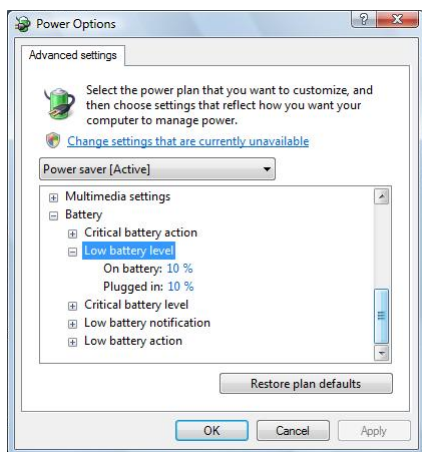 Power Options
Advanced settings
Select the power plan that you want to customize, and
then choose settings that reflect how you want your
computer to manage power.
Change settings that are currently unavailable
Power saver [Active]
Multimedia settings
Battery
Critical battery action
Low battery level
On battery: 10 %
Plugged in: 10 %
Critical battery level
Low battery notification
Low battery action
Restore plan defaults
OK Cancel Apply